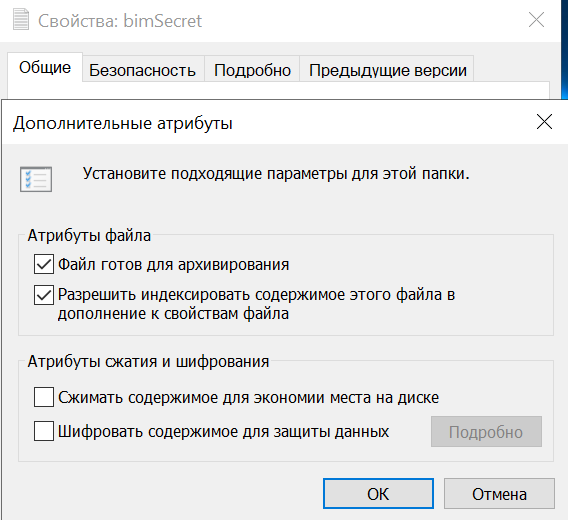 Свойства: bimSecret
Общие Безопасность Подробно Предыдущие версии
Дополнительные атрибуты
Установите подходящие параметры для этой папки.
Атрибуты файла
Файл готов для архивирования
Разрешить индексировать содержимое этого файла в
дополнение к свойствам файла
Атрибуты сжатия и шифрования
Сжимать содержимое для экономии места на диске
Шифровать содержимое для защиты данных Подробно
ОК Отмена